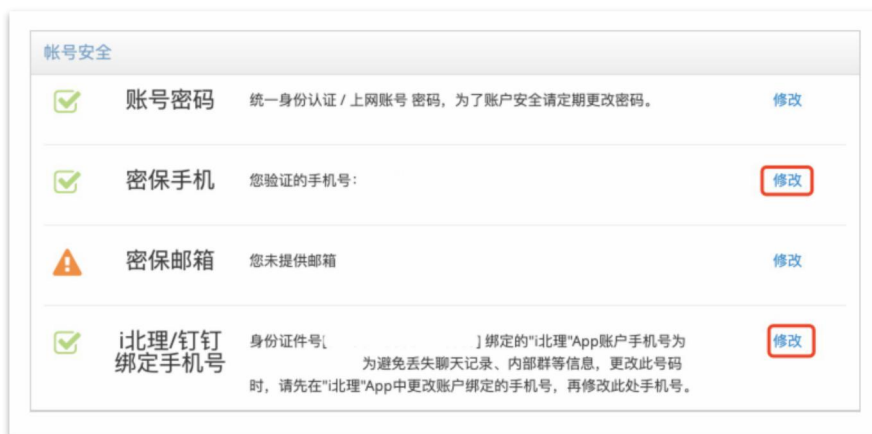 帐号安全
账号密码 统一身份认证 / 上网账号 密码，为了账户安全请定期更改密码。 修改
密保手机 您验证的手机号： 修改
密保邮箱 您未提供邮箱 修改
i北理/钉钉 身份证件号[ ] 绑定的"i北理"App账户手机号为 修改
绑定手机号 为避免丢失聊天记录、内部群等信息，更改此号码
时，请先在"i北理"App中更改账户绑定的手机号，再修改此处手机号。